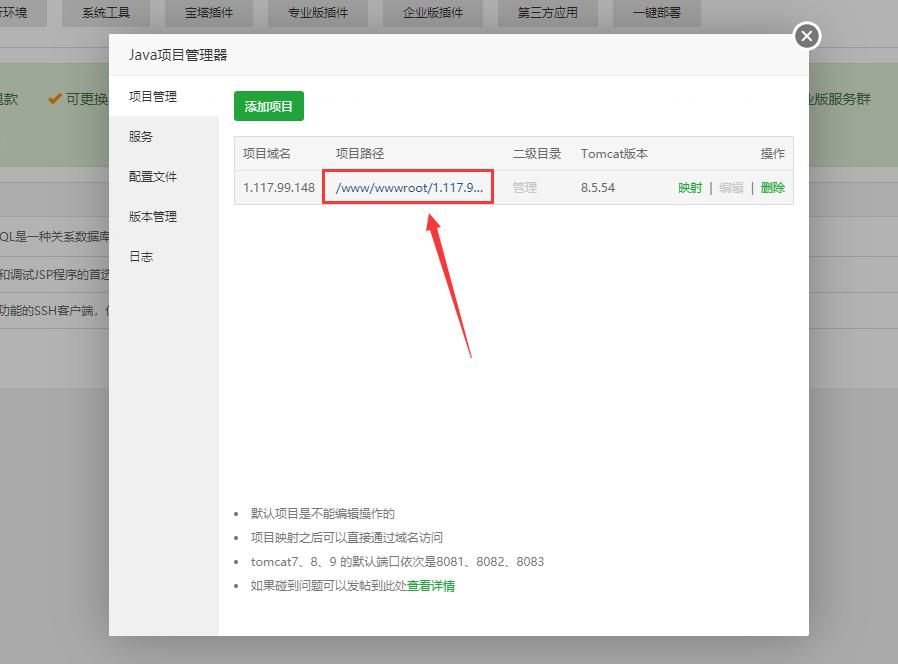 行环境 系统工具 宝塔插件 专业版插件 企业版插件 第三方应用 一键部署
Java项目管理器
退款 可更换 业版服务群
项目管理 添加项目
服务
项目域名 项目路径 二级目录 Tomcat版本 操作
配置文件 1.117.99.148 /www/wwwroot/1.117.9... 管理 8.5.54 映射 | 编辑 | 删除
版本管理
QL是一种关系数据库
日志
和调试JSP程序的首选
功能的SSH客户端，
默认项目是不能编辑操作的
项目映射之后可以直接通过域名访问
tomcat7、8、9 的默认端口依次是8081、8082、8083
如果碰到问题可以发帖到此处查看详情